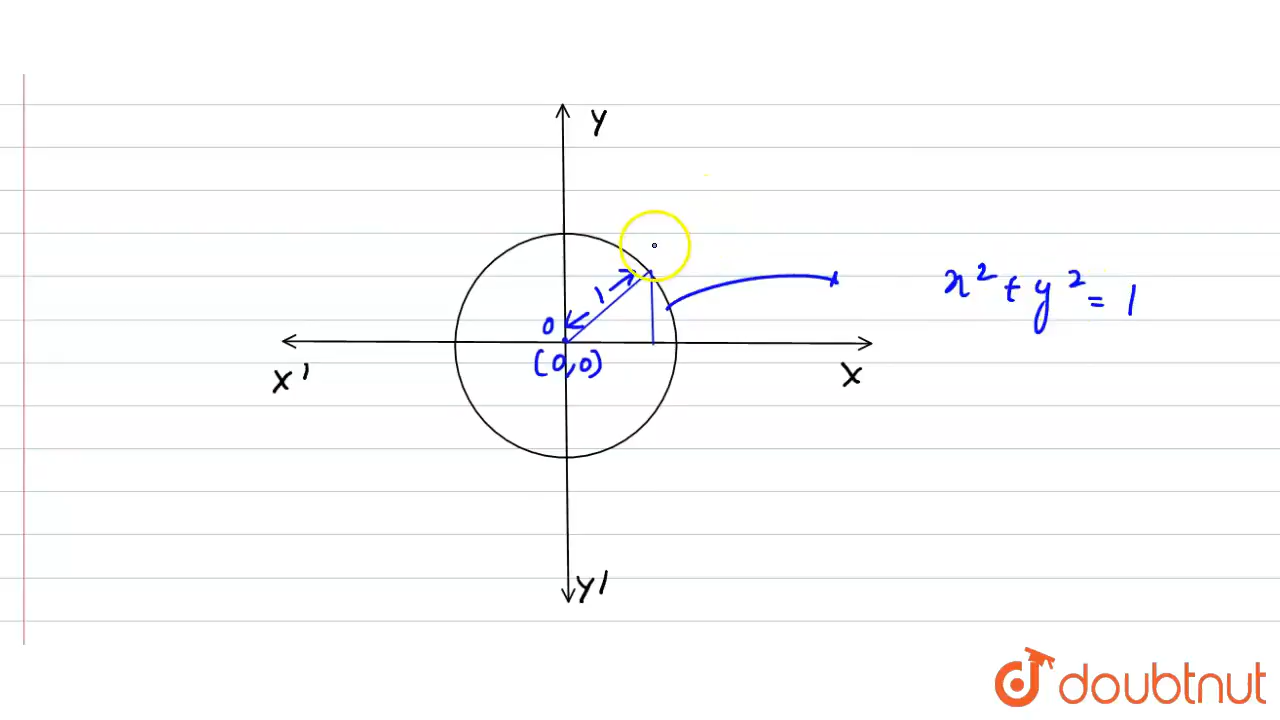 Y
1
x² + y² = 1
0
(0,0)
X'
X
Y'
doubtnut